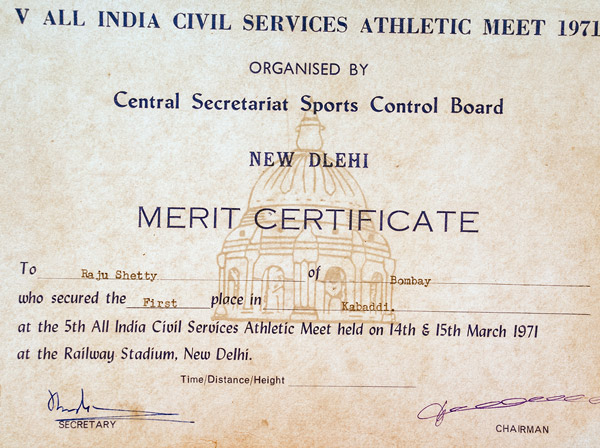 V ALL INDIA CIVIL SERVICES ATHLETIC MEET 1971
ORGANISED BY
Central Secretariat Sports Control Board
NEW DLEHI
MERIT CERTIFICATE
To Raju Shetty of Bombay
who secured the First place in Kabaddi.
at the 5th All India Civil Services Athletic Meet held on 14th & 15th March 1971
at the Railway Stadium, New Delhi.
Time/Distance/Height
SECRETARY
CHAIRMAN